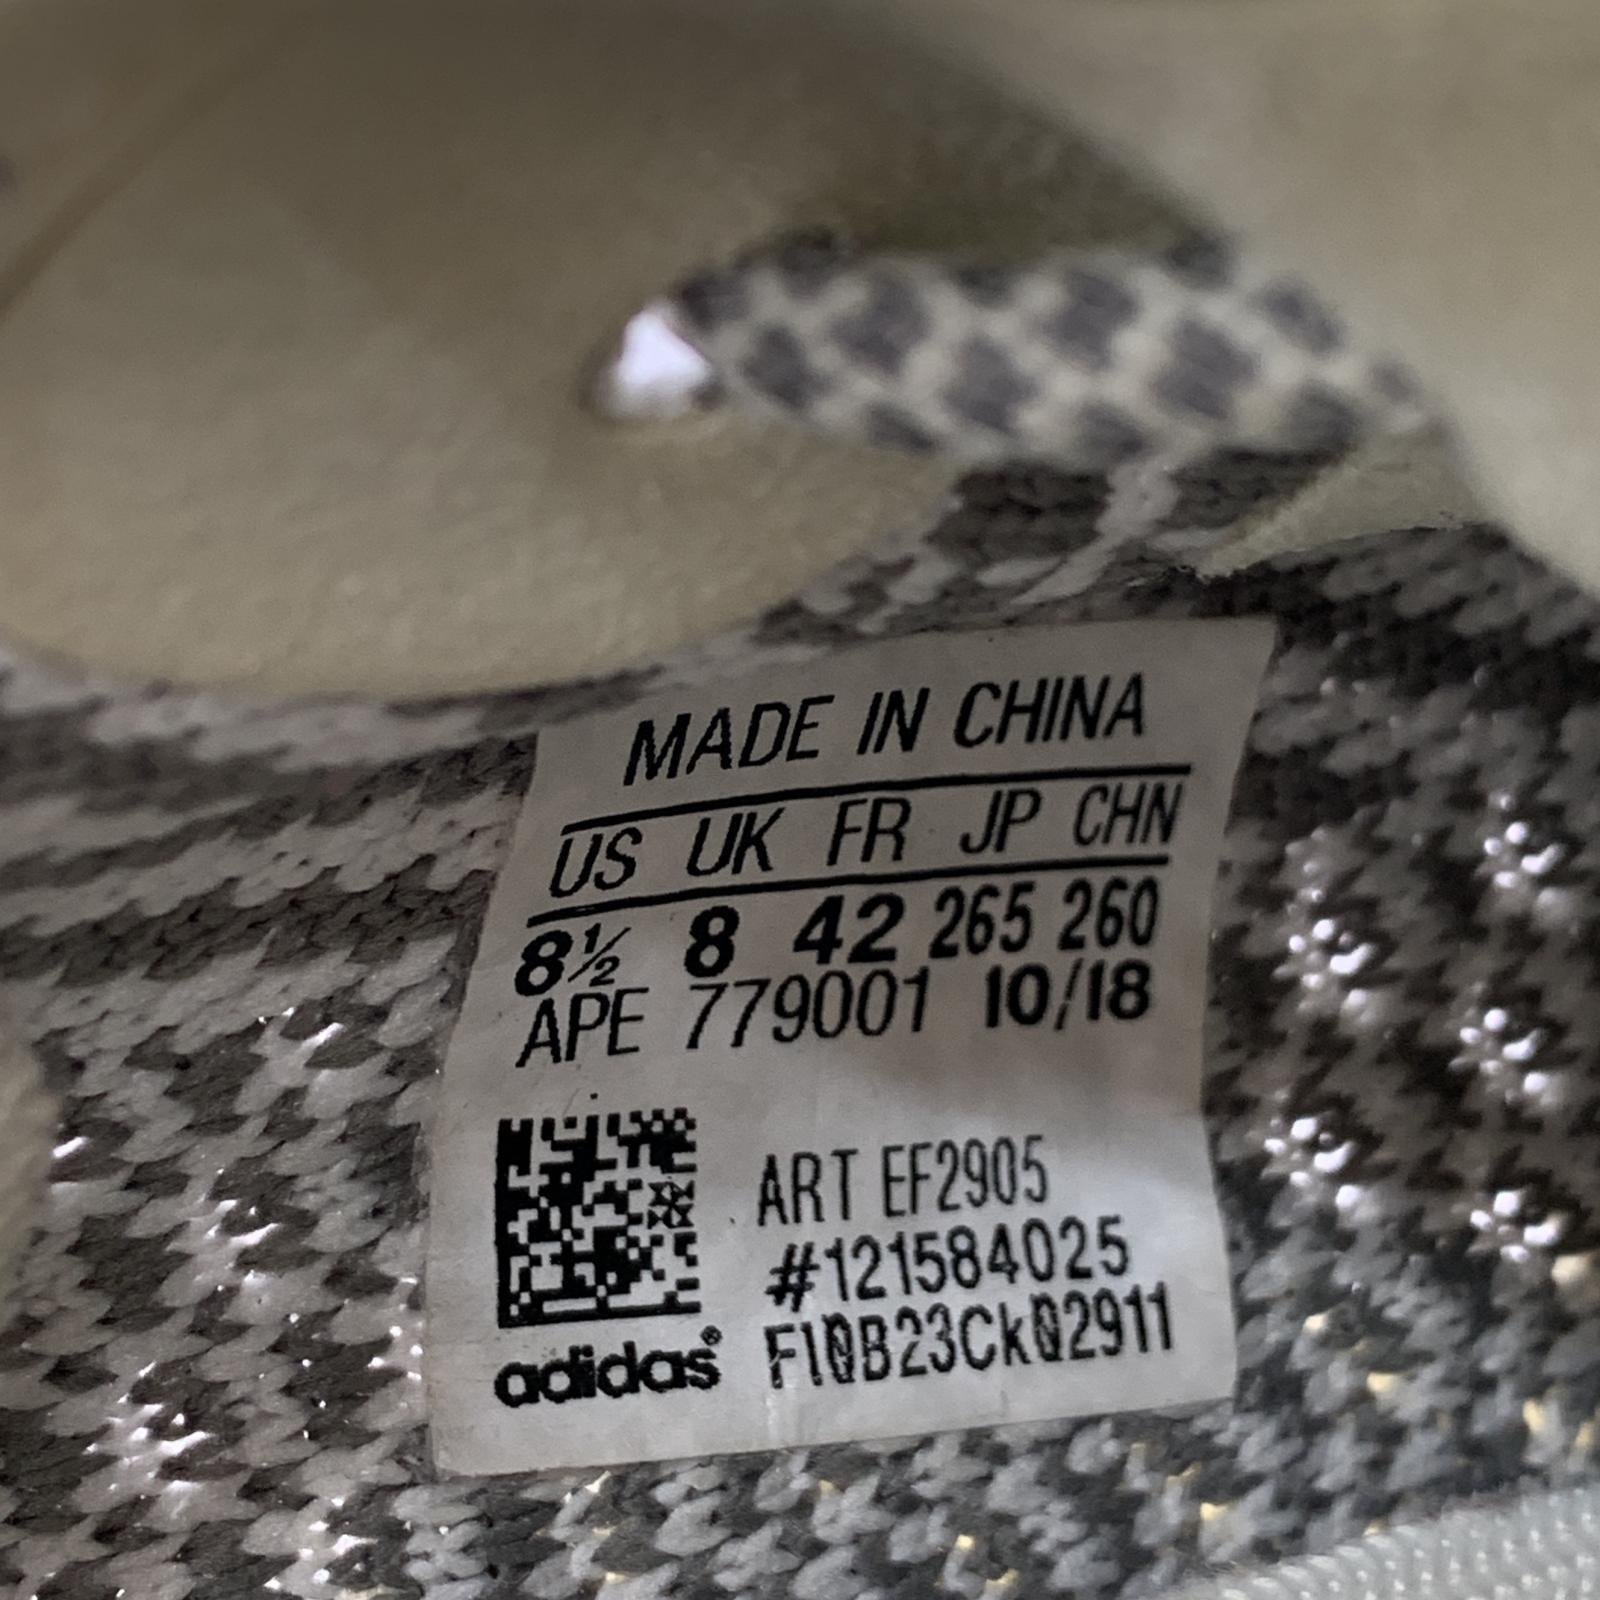 MADE IN CHINA
US UK FR JP CHN
8½ 8 42 265 260
APE 779001 10/18
ART EF2905
#121584025
F10B23Ck02911
adidas®